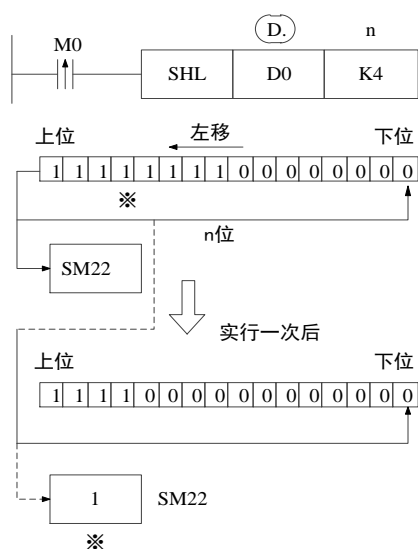 D. n
M0
SHL D0 K4
左移
上位 下位
1 1 1 1 1 1 1 1 0 0 0 0 0 0 0 0
※
n位
SM22
实行一次后
上位 下位
1 1 1 1 0 0 0 0 0 0 0 0 0 0 0 0
1 SM22
※